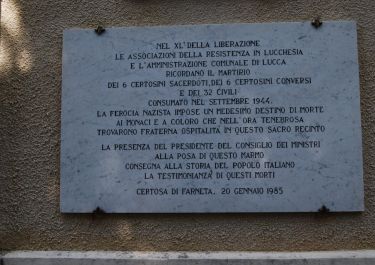 NEL XL° DELLA LIBERAZIONE
LE ASSOCIAZIONI DELLA RESISTENZA IN LUCCHESIA
E L'AMMINISTRAZIONE COMUNALE DI LUCCA
RICORDANO IL MARTIRIO
DEI 6 CERTOSINI SACERDOTI, DEI 6 CERTOSINI CONVERSI
E DEI 32 CIVILI
CONSUMATO NEL SETTEMBRE 1944.
LA FEROCIA NAZISTA IMPOSE UN MEDESIMO DESTINO DI MORTE
AI MONACI E A COLORO CHE NELL'ORA TENEBROSA
TROVARONO FRATERNA OSPITALITÀ IN QUESTO SACRO RECINTO
LA PRESENZA DEL PRESIDENTE DEL CONSIGLIO DEI MINISTRI
ALLA POSA DI QUESTO MARMO
CONSEGNA ALLA STORIA DEL POPOLO ITALIANO
LA TESTIMONIANZA DI QUESTI MORTI
CERTOSA DI FARNETA, 20 GENNAIO 1985